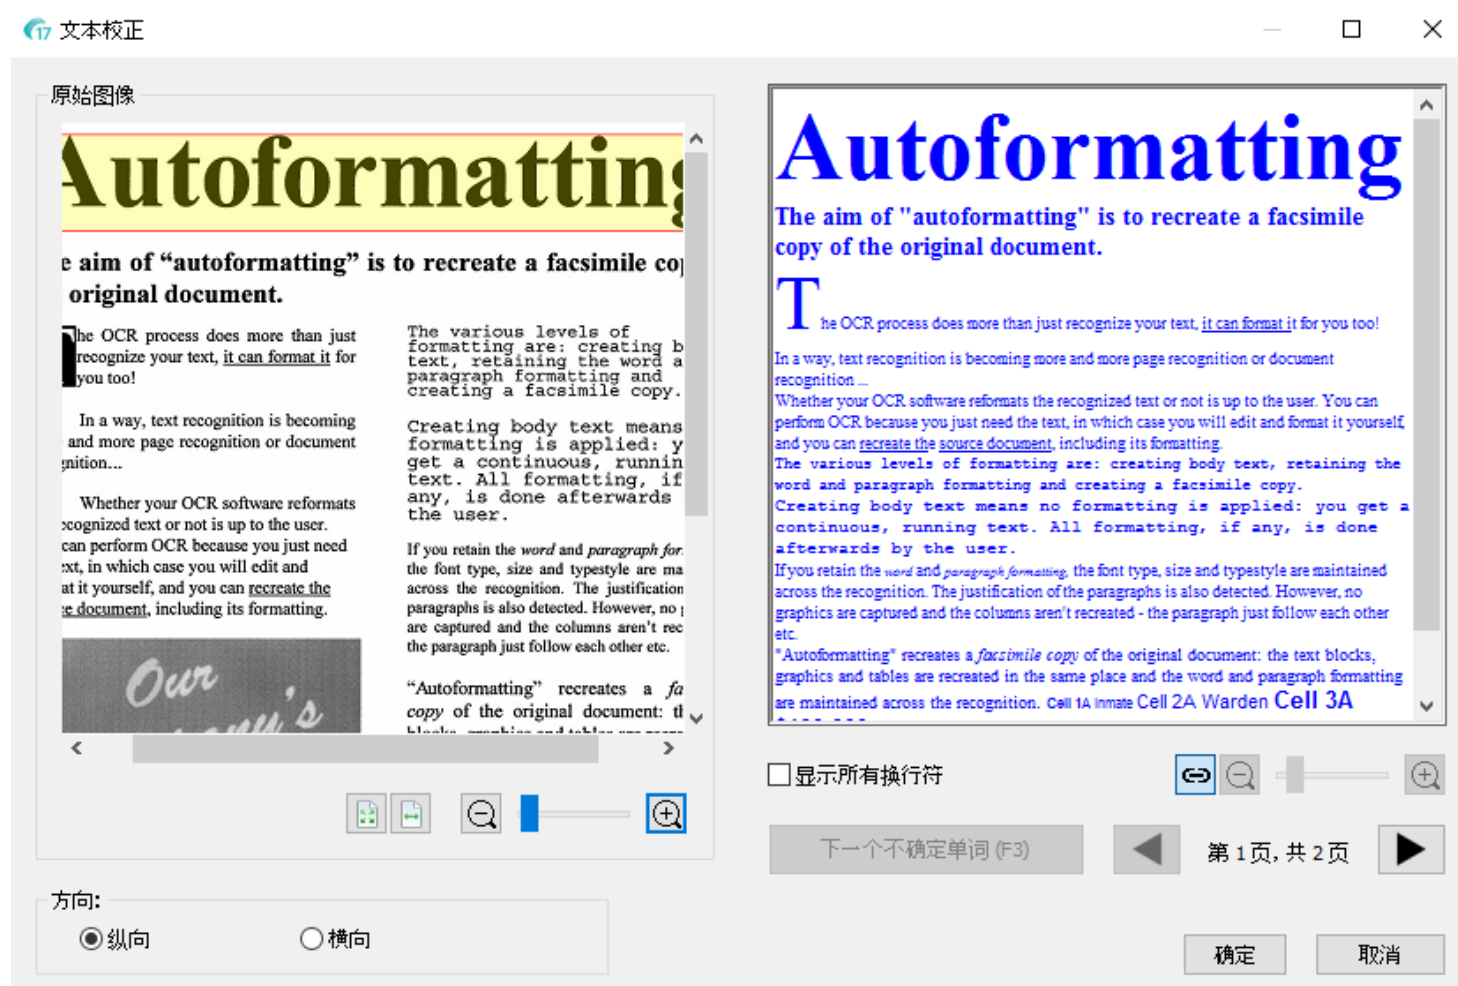 17 文本校正
原始图像
Autoformatting
e aim of “autoformatting” is to recreate a facsimile co
original document.
he OCR process does more than just
recognize your text, it can format it for
you too!
In a way, text recognition is becoming
and more page recognition or document
gnition...
Whether your OCR software reformats
ecognized text or not is up to the user.
can perform OCR because you just need
ext, in which case you will edit and
at it yourself, and you can recreate the
e document, including its formatting.
Our
The various levels of
formatting are: creating b
text, retaining the word a
paragraph formatting and
creating a facsimile copy.
Creating body text means
formatting is applied: y
get a continuous, runnin
text. All formatting, if
any, is done afterwards
the user.
If you retain the word and paragraph for
the font type, size and typestyle are ma
across the recognition. The justification
paragraphs is also detected. However, no
are captured and the columns aren't rec
the paragraph just follow each other etc.
“Autoformatting” recreates a fa
copy of the original document: t
Autoformatting
The aim of "autoformatting" is to recreate a facsimile
copy of the original document.
The OCR process does more than just recognize your text, it can format it for you too!
In a way, text recognition is becoming more and more page recognition or document
recognition ...
Whether your OCR software reformats the recognized text or not is up to the user. You can
perform OCR because you just need the text, in which case you will edit and format it yourself,
and you can recreate the source document, including its formatting.
The various levels of formatting are: creating body text, retaining the
word and paragraph formatting and creating a facsimile copy.
Creating body text means no formatting is applied: you get a
continuous, running text. All formatting, if any, is done
afterwards by the user.
If you retain the word and paragraph formatting, the font type, size and typestyle are maintained
across the recognition. The justification of the paragraphs is also detected. However, no
graphics are captured and the columns aren't recreated - the paragraph just follow each other
etc.
"Autoformatting" recreates a facsimile copy of the original document: the text blocks,
graphics and tables are recreated in the same place and the word and paragraph formatting
are maintained across the recognition. Cell 1A Inmate Cell 2A Warden Cell 3A
显示所有换行符
下一个不确定单词 (F3)
第 1 页, 共 2 页
方向:
纵向
横向
确定
取消